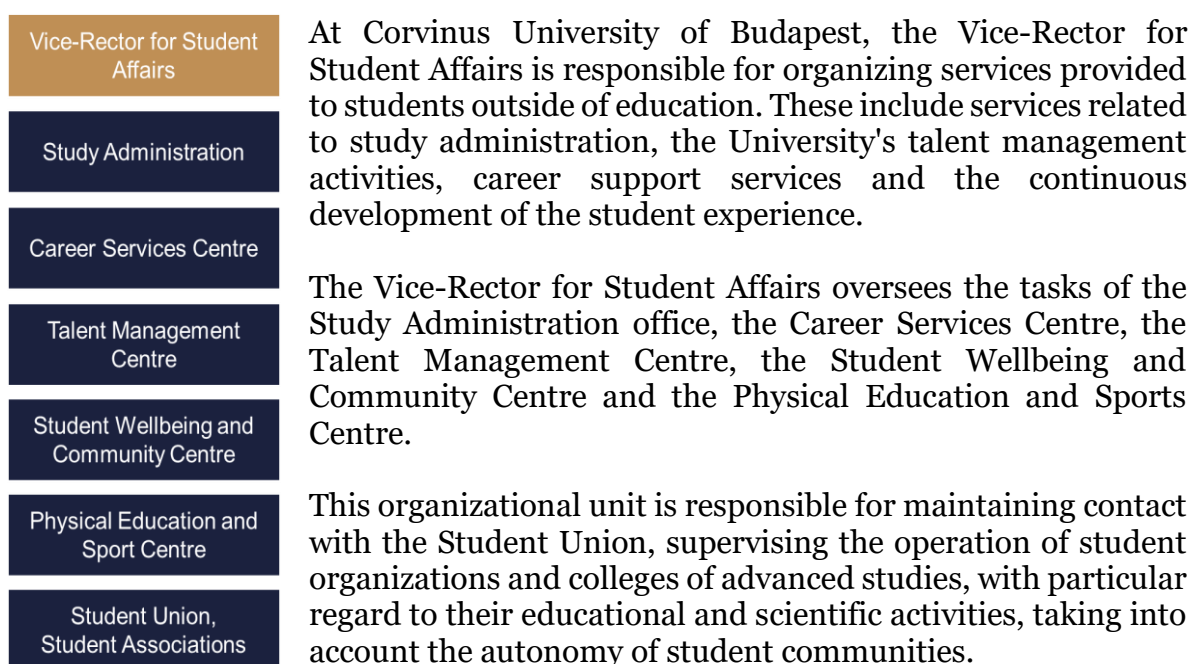 Vice-Rector for Student
Affairs
Study Administration
Career Services Centre
Talent Management
Centre
Student Wellbeing and
Community Centre
Physical Education and
Sport Centre
Student Union,
Student Associations
At Corvinus University of Budapest, the Vice-Rector for
Student Affairs is responsible for organizing services provided
to students outside of education. These include services related
to study administration, the University's talent management
activities, career support services and the continuous
development of the student experience.
The Vice-Rector for Student Affairs oversees the tasks of the
Study Administration office, the Career Services Centre, the
Talent Management Centre, the Student Wellbeing and
Community Centre and the Physical Education and Sports
Centre.
This organizational unit is responsible for maintaining contact
with the Student Union, supervising the operation of student
organizations and colleges of advanced studies, with particular
regard to their educational and scientific activities, taking into
account the autonomy of student communities.